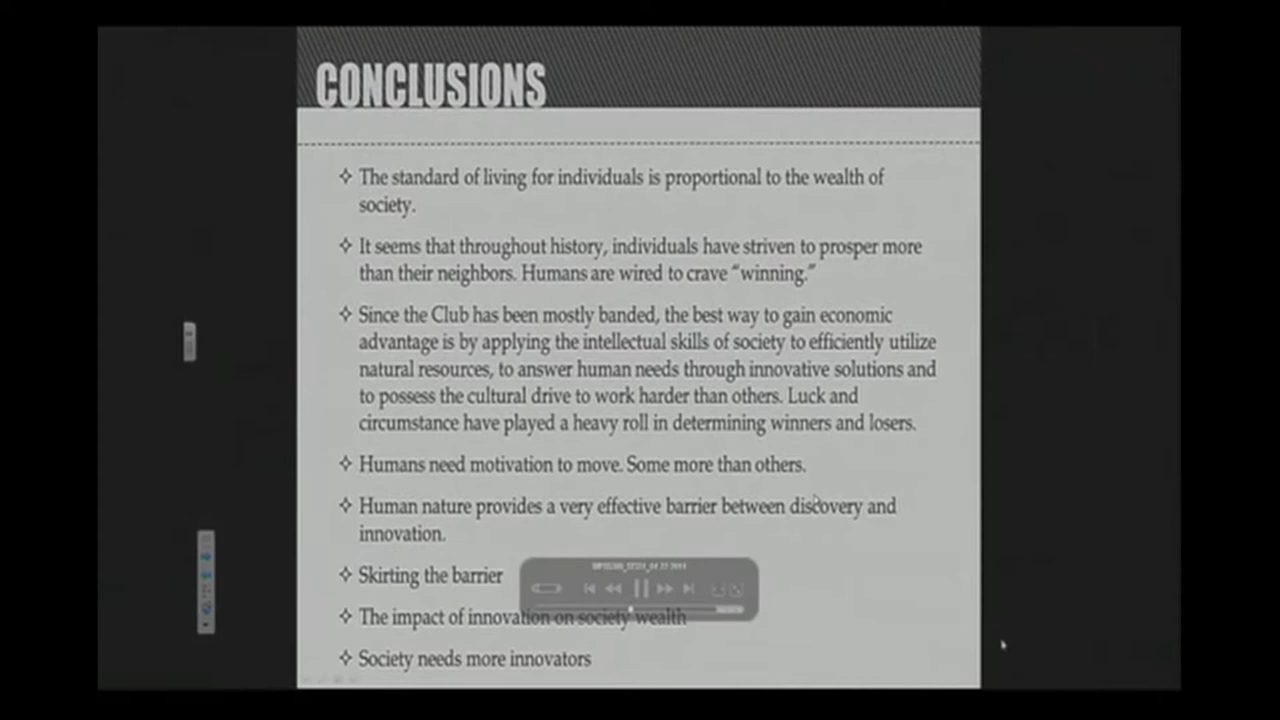 CONCLUSIONS
The standard of living for individuals is proportional to the wealth of
society.
It seems that throughout history, individuals have striven to prosper more
than their neighbors. Humans are wired to crave “winning.”
Since the Club has been mostly banded, the best way to gain economic
advantage is by applying the intellectual skills of society to efficiently utilize
natural resources, to answer human needs through innovative solutions and
to possess the cultural drive to work harder than others. Luck and
circumstance have played a heavy roll in determining winners and losers.
Humans need motivation to move. Some more than others.
Human nature provides a very effective barrier between discovery and
innovation.
Skirting the barrier
The impact of innovation on society wealth
Society needs more innovators